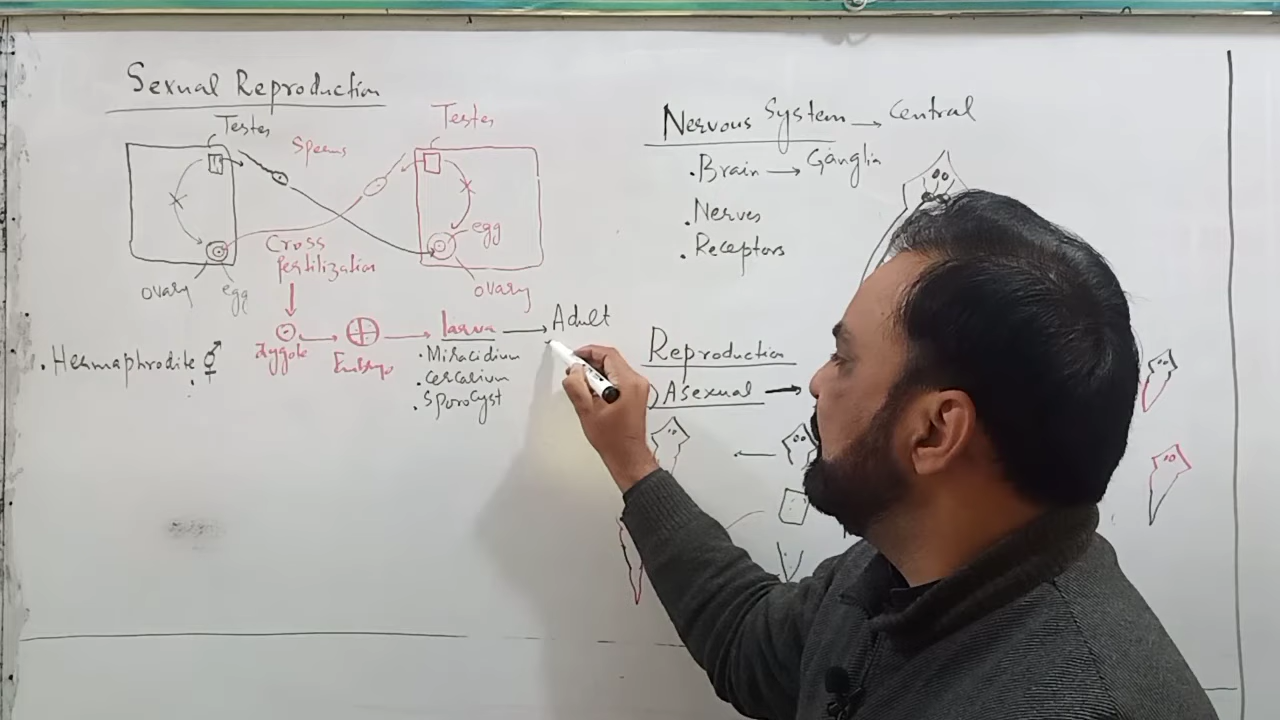 Sexual Reproduction
Testes
Sperms
Testes
egg
Cross
fertilization
ovary
egg
ovary
Zygote
Embryo
larva
Adult
. Miracidium
. Cercarium
. Sporocyst
. Hermaphrodite ⚥
Nervous System → Central
. Brain → Ganglia
. Nerves
. Receptors
Reproduction
) Asexual →